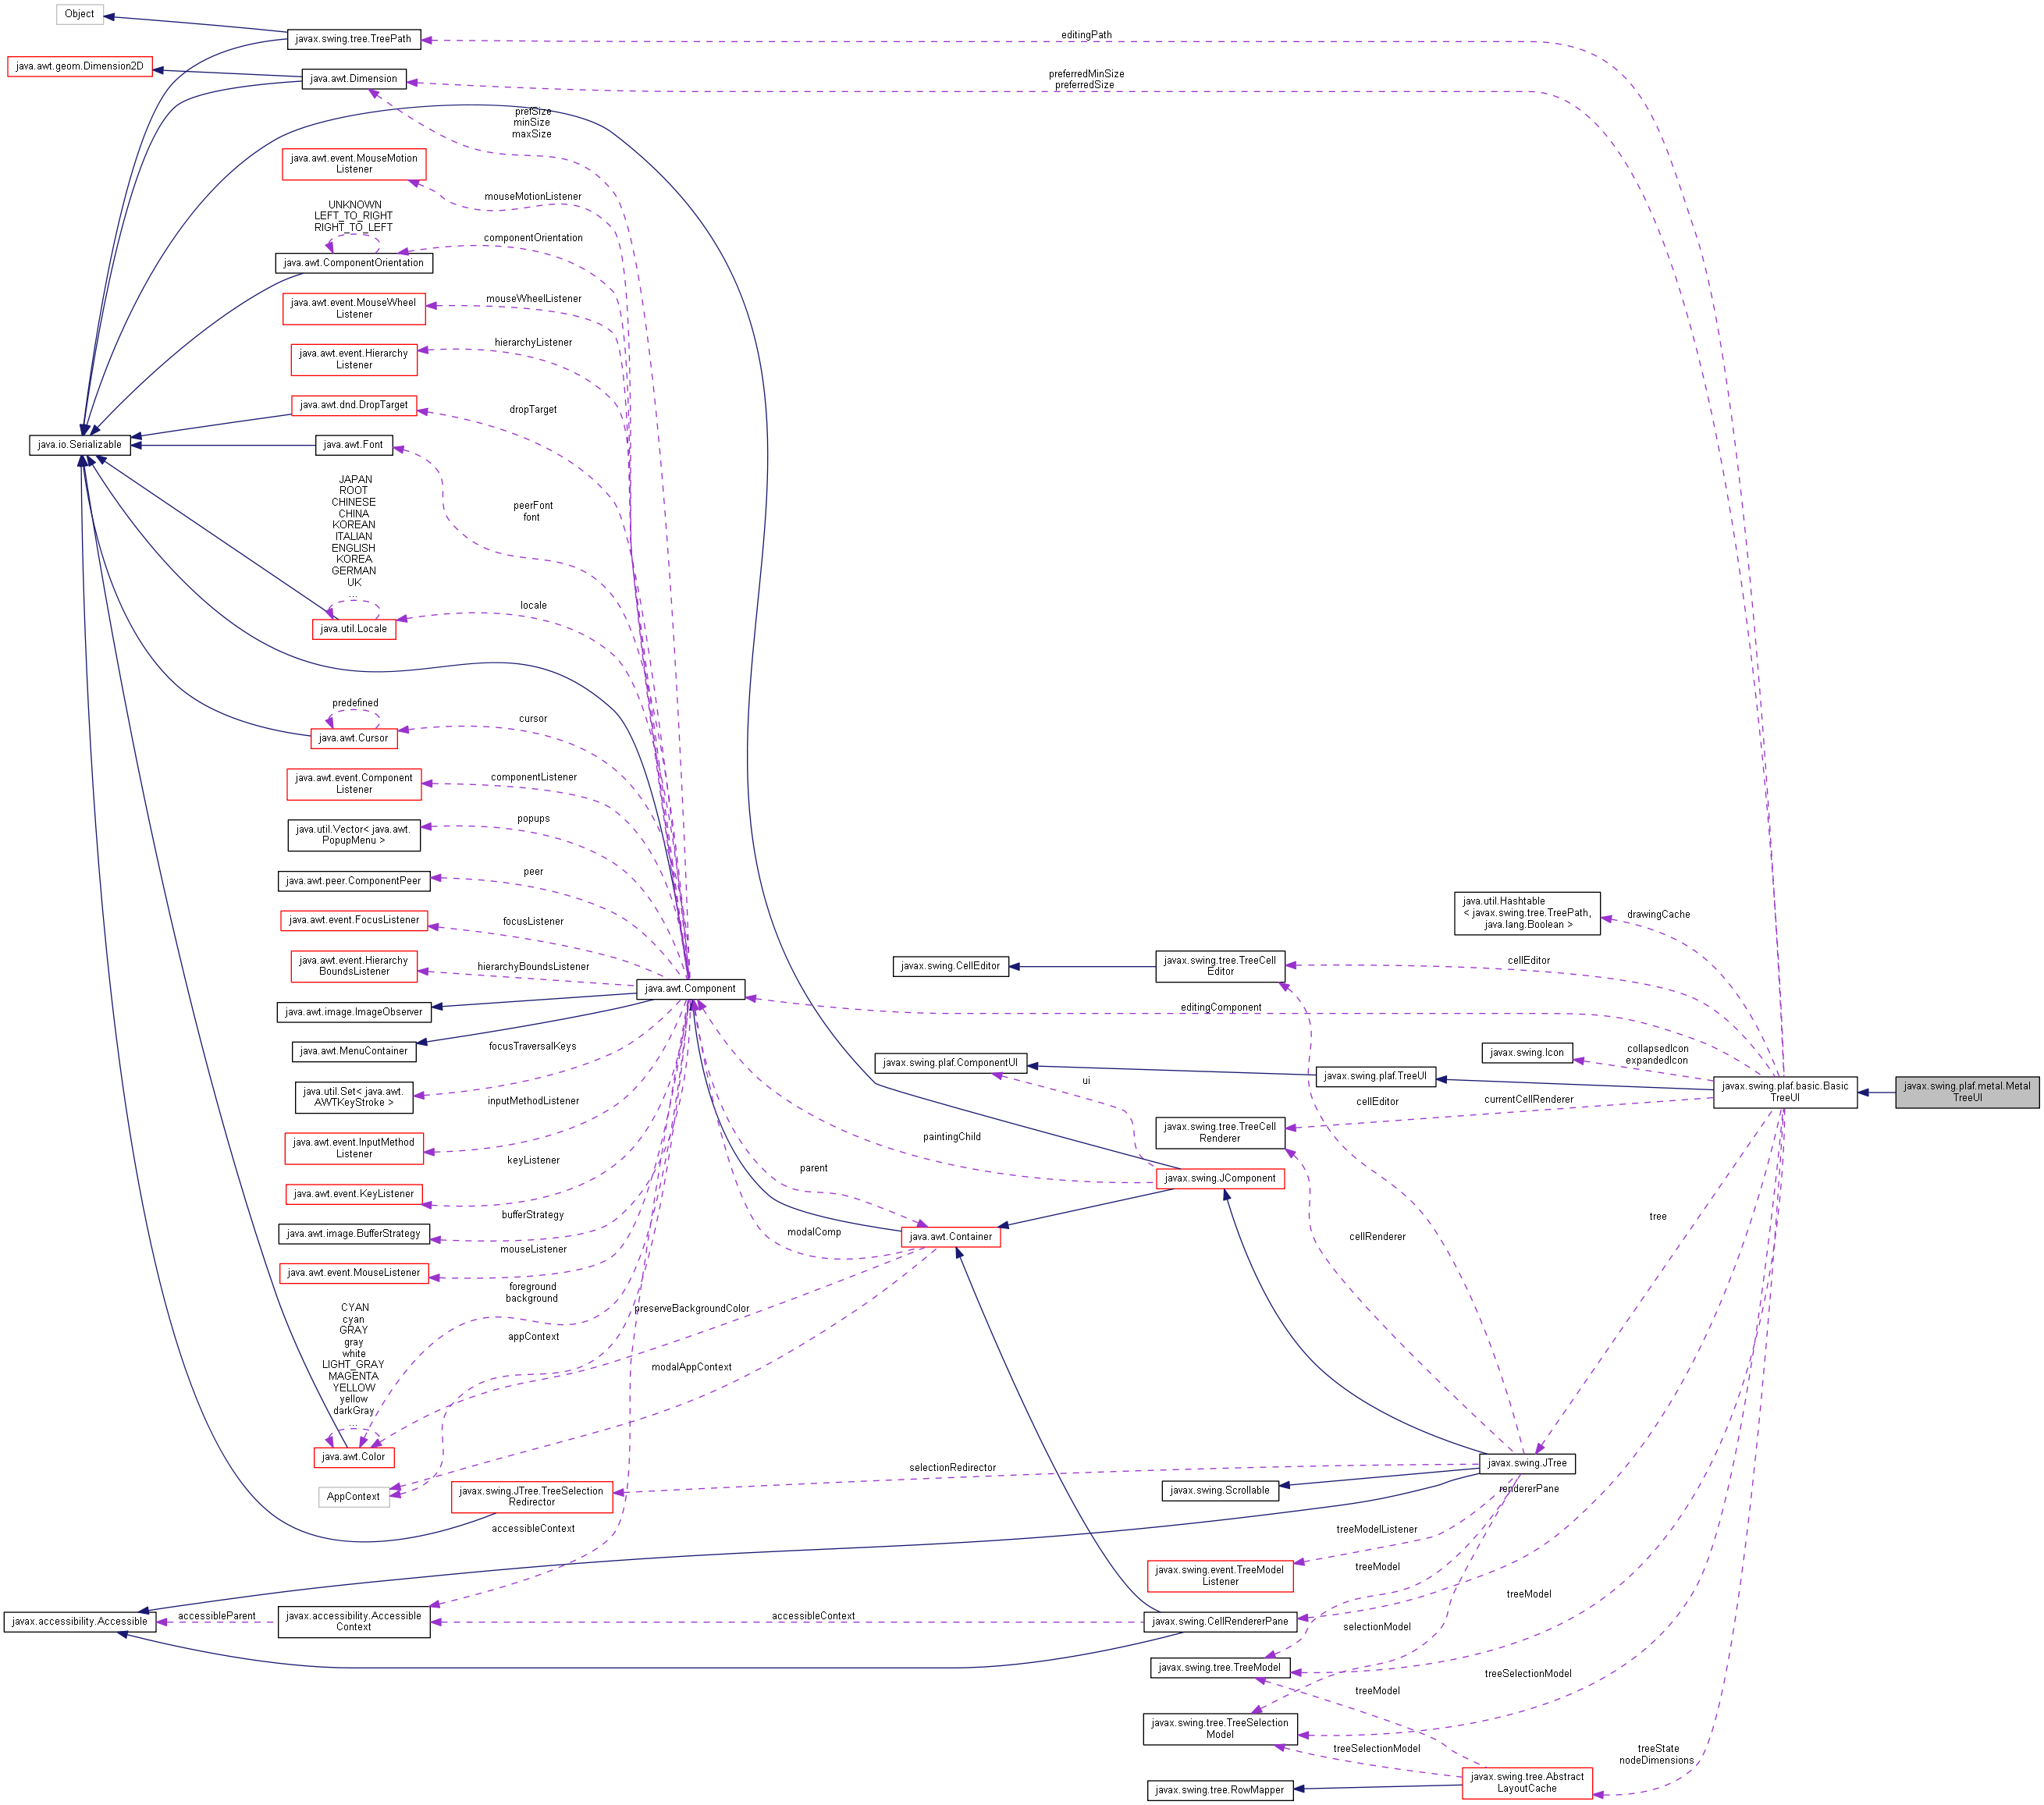 Object
javax.swing.tree.TreePath
editingPath
java.awt.geom.Dimension2D
java.awt.Dimension
preferredMinSize
preferredSize
prefSize
minSize
maxSize
java.awt.event.MouseMotion
Listener
mouseMotionListener
UNKNOWN
LEFT_TO_RIGHT
RIGHT_TO_LEFT
componentOrientation
java.awt.ComponentOrientation
java.awt.event.MouseWheel
Listener
mouseWheelListener
java.awt.event.Hierarchy
Listener
hierarchyListener
java.awt.dnd.DropTarget
dropTarget
java.io.Serializable
java.awt.Font
peerFont
font
JAPAN
ROOT
CHINESE
CHINA
KOREAN
ITALIAN
ENGLISH
KOREA
GERMAN
UK
...
java.util.Locale
locale
predefined
java.awt.Cursor
cursor
java.awt.event.Component
Listener
componentListener
java.util.Vector< java.awt.
PopupMenu >
popups
java.awt.peer.ComponentPeer
peer
java.awt.event.FocusListener
focusListener
java.awt.event.Hierarchy
BoundsListener
hierarchyBoundsListener
java.awt.Component
java.awt.image.ImageObserver
java.awt.MenuContainer
java.util.Set< java.awt.
AWTKeyStroke >
focusTraversalKeys
java.awt.event.InputMethod
Listener
inputMethodListener
java.awt.event.KeyListener
keyListener
java.awt.image.BufferStrategy
bufferStrategy
java.awt.event.MouseListener
mouseListener
foreground
background
CYAN
cyan
GRAY
gray
white
LIGHT_GRAY
MAGENTA
YELLOW
yellow
darkGray
...
java.awt.Color
appContext
preserveBackgroundColor
modalAppContext
AppContext
javax.swing.JTree.TreeSelection
Redirector
selectionRedirector
accessibleContext
javax.accessibility.Accessible
accessibleParent
javax.accessibility.Accessible
Context
accessibleContext
java.util.Hashtable
< javax.swing.tree.TreePath,
java.lang.Boolean >
drawingCache
javax.swing.CellEditor
javax.swing.tree.TreeCell
Editor
cellEditor
editingComponent
javax.swing.Icon
collapsedIcon
expandedIcon
javax.swing.plaf.ComponentUI
javax.swing.plaf.TreeUI
javax.swing.plaf.basic.Basic
TreeUI
javax.swing.plaf.metal.Metal
TreeUI
ui
cellEditor
currentCellRenderer
javax.swing.tree.TreeCell
Renderer
paintingChild
parent
javax.swing.JComponent
modalComp
java.awt.Container
cellRenderer
tree
javax.swing.JTree
javax.swing.Scrollable
rendererPane
treeModelListener
javax.swing.event.TreeModel
Listener
treeModel
treeModel
javax.swing.CellRendererPane
selectionModel
javax.swing.tree.TreeModel
treeSelectionModel
treeModel
javax.swing.tree.TreeSelection
Model
treeSelectionModel
treeState
nodeDimensions
javax.swing.tree.Abstract
LayoutCache
javax.swing.tree.RowMapper